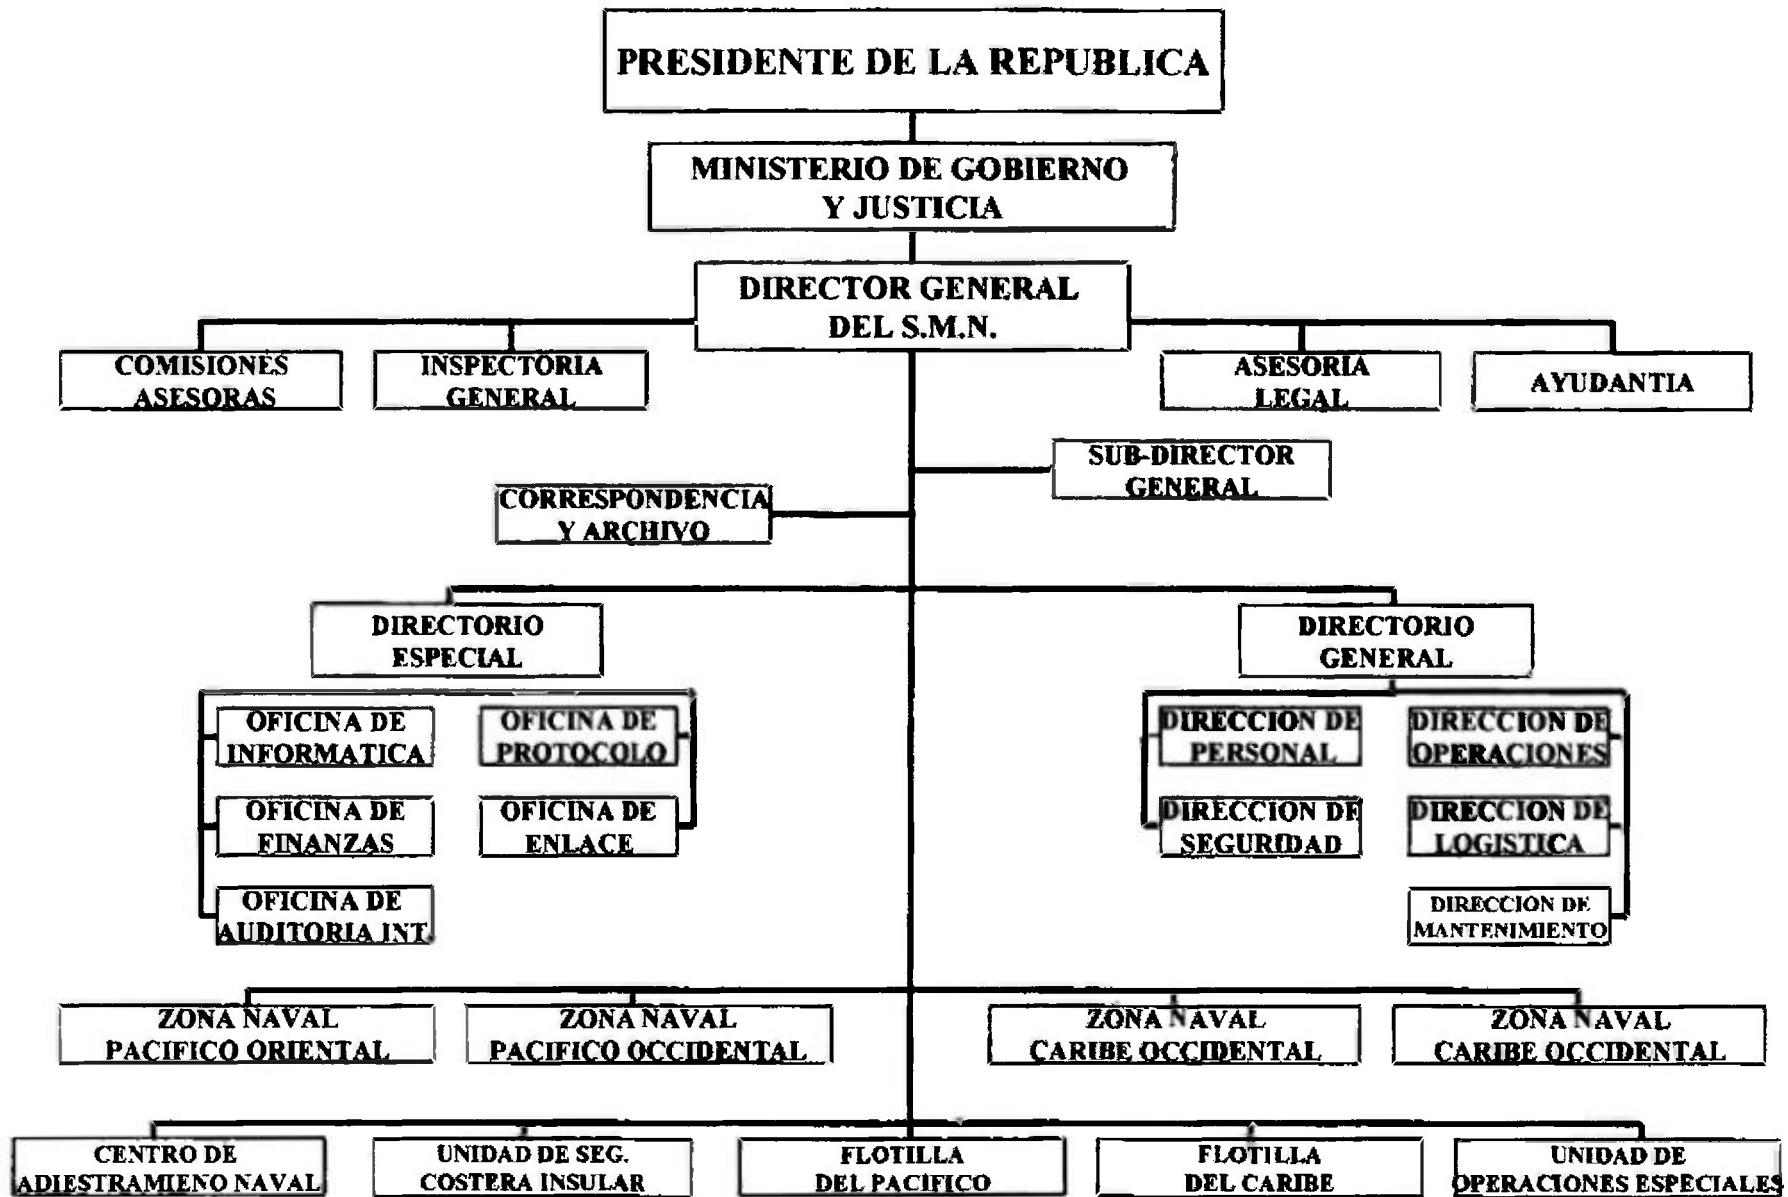 PRESIDENTE DE LA REPUBLICA
MINISTERIO DE GOBIERNO
Y JUSTICIA
DIRECTOR GENERAL
DEL S.M.N.
COMISIONES
ASESORAS
INSPECTORIA
GENERAL
ASESORIA
LEGAL
AYUDANTIA
SUB-DIRECTOR
GENERAL
CORRESPONDENCIA
Y ARCHIVO
DIRECTORIO
ESPECIAL
DIRECTORIO
GENERAL
OFICINA DE
INFORMATICA
OFICINA DE
PROTOCOLO
DIRECCION DE
PERSONAL
DIRECCION DE
OPERACIONES
OFICINA DE
FINANZAS
OFICINA DE
ENLACE
DIRECCION DE
SEGURIDAD
DIRECCION DE
LOGISTICA
OFICINA DE
AUDITORIA INT.
DIRECCION DE
MANTENIMIENTO
ZONA NAVAL
PACIFICO ORIENTAL
ZONA NAVAL
PACIFICO OCCIDENTAL
ZONA NAVAL
CARIBE OCCIDENTAL
ZONA NAVAL
CARIBE OCCIDENTAL
CENTRO DE
ADIESTRAMIENO NAVAL
UNIDAD DE SEG.
COSTERA INSULAR
FLOTILLA
DEL PACIFICO
FLOTILLA
DEL CARIBE
UNIDAD DE
OPERACIONES ESPECIALES